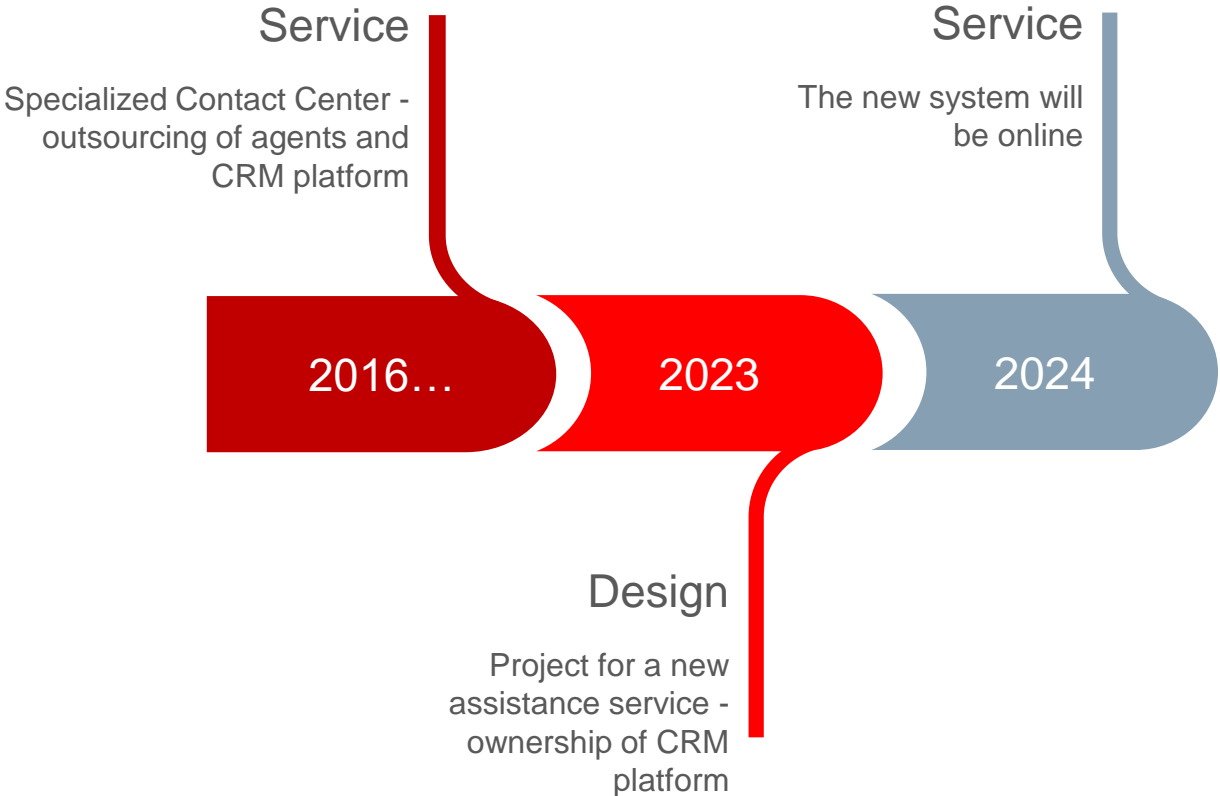 Service
Specialized Contact Center -
outsourcing of agents and
CRM platform
Service
The new system will
be online
2016…
2023
2024
Design
Project for a new
assistance service -
ownership of CRM
platform